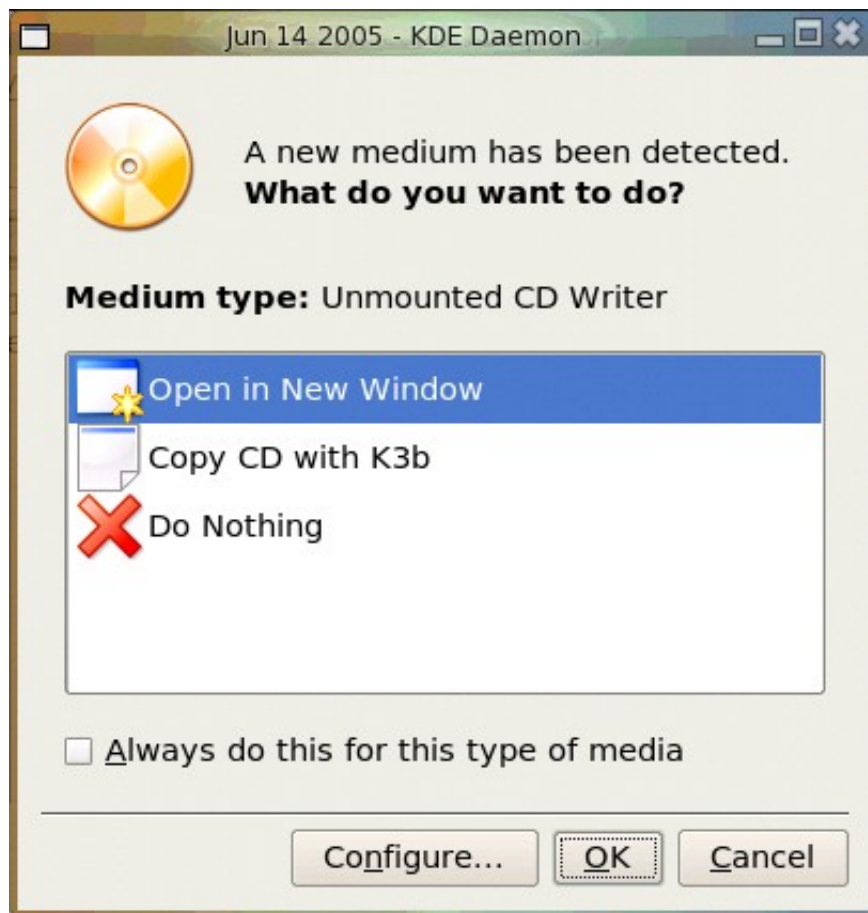 Jun 14 2005 - KDE Daemon
A new medium has been detected.
What do you want to do?
Medium type: Unmounted CD Writer
Open in New Window
Copy CD with K3b
Do Nothing
Always do this for this type of media
Configure...
OK
Cancel